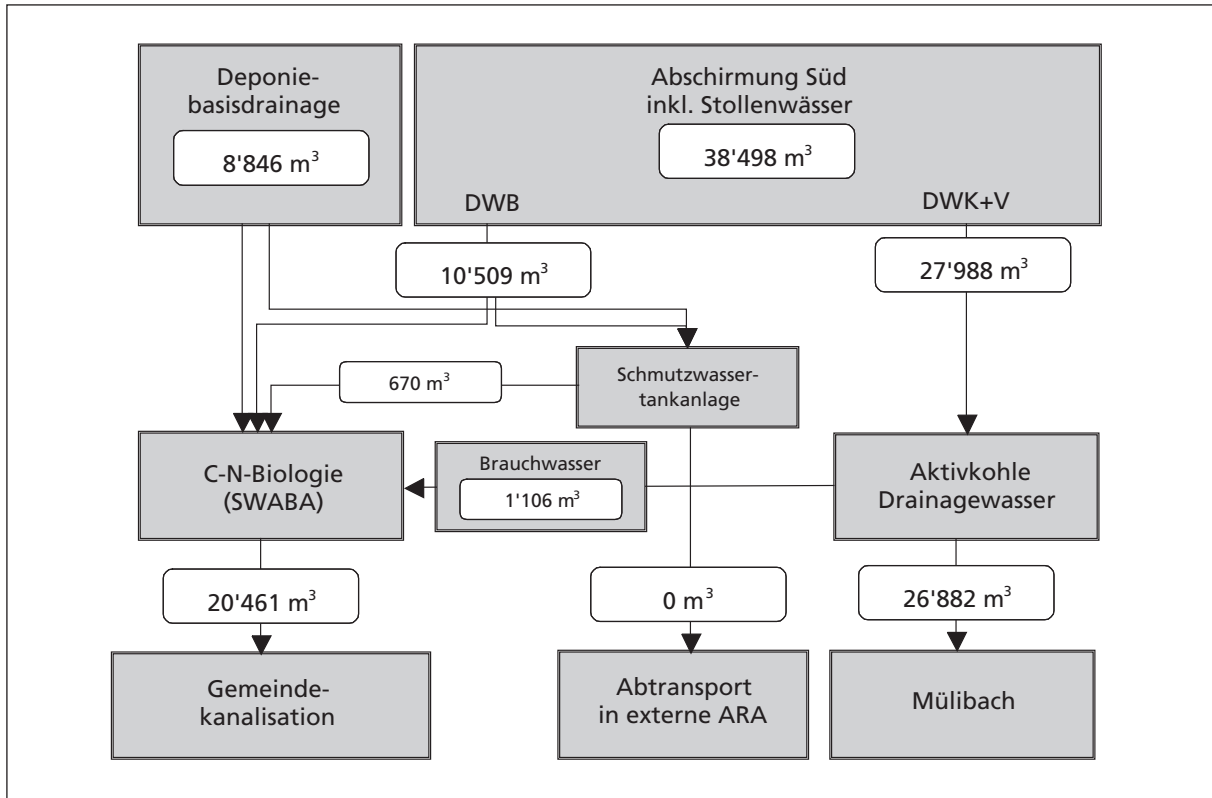 Deponie-
basisdrainage
8'846 m³
Abschirmung Süd
inkl. Stollenwässer
38'498 m³
DWB
DWK+V
10'509 m³
27'988 m³
670 m³
Schmutzwasser-
tankanlage
C-N-Biologie
(SWABA)
Brauchwasser
1'106 m³
Aktivkohle
Drainagewasser
20'461 m³
0 m³
26'882 m³
Gemeinde-
kanalisation
Abtransport
in externe ARA
Mülibach